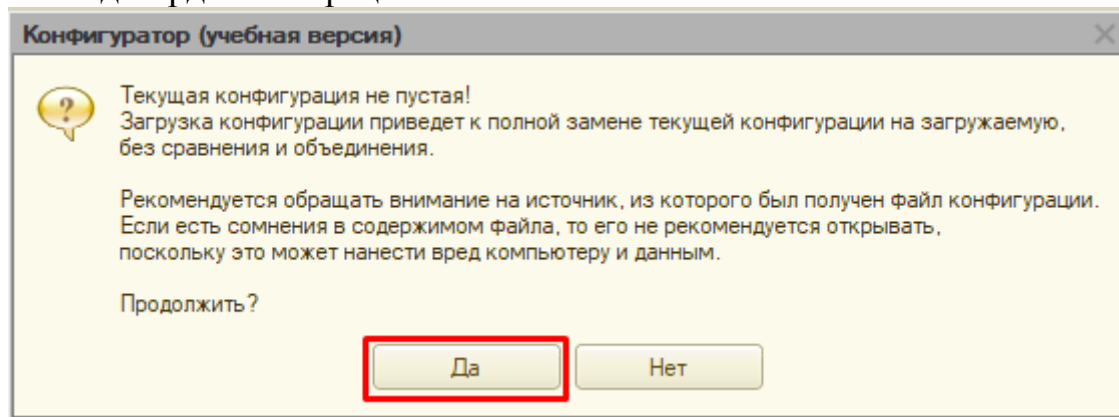 Конфигуратор (учебная версия)
Текущая конфигурация не пустая!
Загрузка конфигурации приведет к полной замене текущей конфигурации на загружаемую,
без сравнения и объединения.
Рекомендуется обращать внимание на источник, из которого был получен файл конфигурации.
Если есть сомнения в содержимом файла, то его не рекомендуется открывать,
поскольку это может нанести вред компьютеру и данным.
Продолжить?
Да Нет